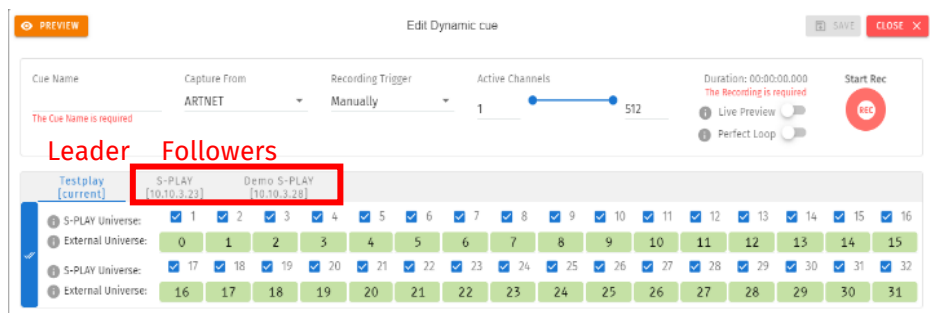 PREVIEW Edit Dynamic cue SAVE CLOSE ×
Cue Name Capture From Recording Trigger Active Channels Duration: 00:00:00.000 Start Rec
The Recording is required
ARTNET Manually 1 512 Live Preview REC
The Cue Name is required
Perfect Loop
Leader Followers
Testplay S-PLAY Demo S-PLAY
[current] [10.10.3.23] [10.10.3.28]
S-PLAY Universe: 1 2 3 4 5 6 7 8 9 10 11 12 13 14 15 16
External Universe: 0 1 2 3 4 5 6 7 8 9 10 11 12 13 14 15
S-PLAY Universe: 17 18 19 20 21 22 23 24 25 26 27 28 29 30 31 32
External Universe: 16 17 18 19 20 21 22 23 24 25 26 27 28 29 30 31